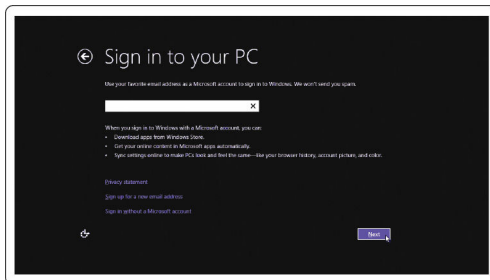 Sign in to your PC
Use your favorite email address as a Microsoft account to sign in to Windows. We won't send you spam.
When you sign in to Windows with a Microsoft account, you can:
• Download apps from Windows Store.
• Get your online content in Microsoft apps automatically.
• Sync settings online to make PCs look and feel the same—like your browser history, account picture, and color.
Privacy statement
Sign up for a new email address
Sign in without a Microsoft account
Next